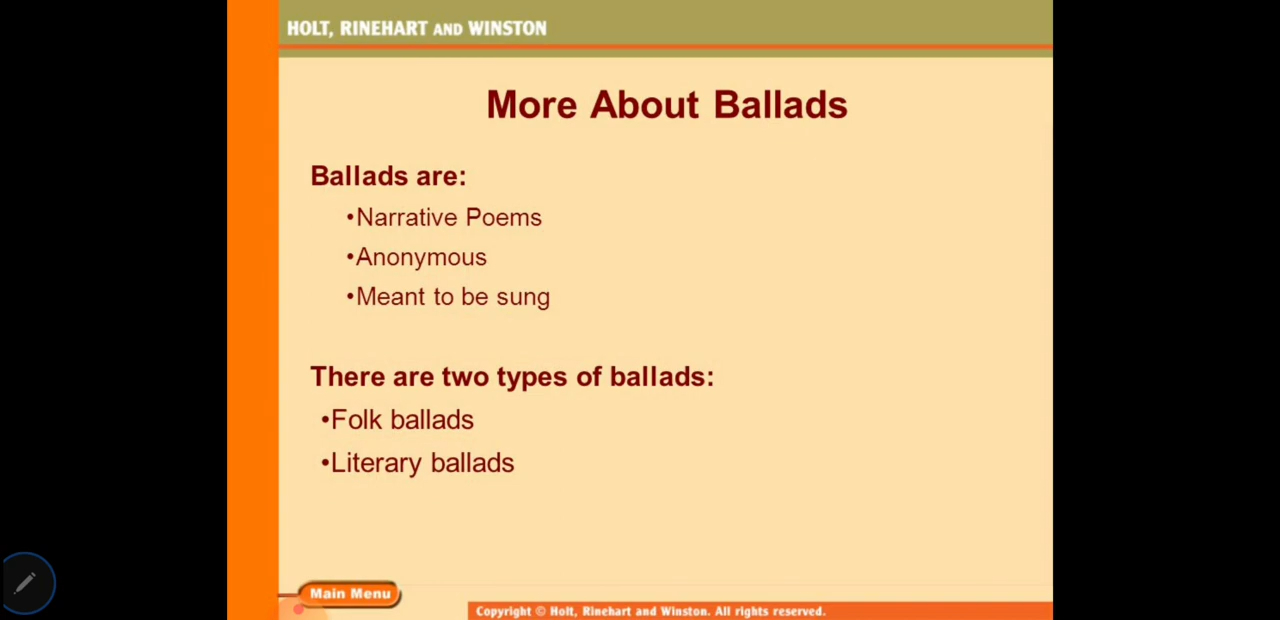 HOLT, RINEHART AND WINSTON
More About Ballads
Ballads are:
•Narrative Poems
•Anonymous
•Meant to be sung
There are two types of ballads:
•Folk ballads
•Literary ballads
Main Menu
Copyright © Holt, Rinehart and Winston. All rights reserved.